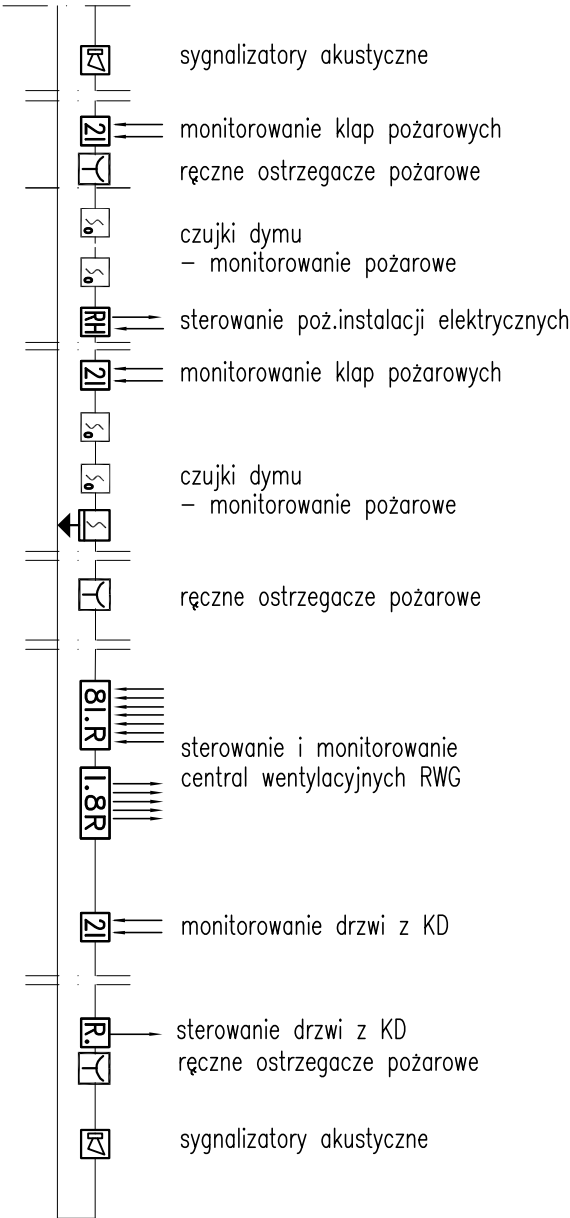 sygnalizatory akustyczne
2I
monitorowanie klap pożarowych
ręczne ostrzegacze pożarowe
o
czujki dymu
o
– monitorowanie pożarowe
RH
sterowanie poż.instalacji elektrycznych
2I
monitorowanie klap pożarowych
o
o
czujki dymu
– monitorowanie pożarowe
ręczne ostrzegacze pożarowe
8I.R
sterowanie i monitorowanie
central wentylacyjnych RWG
I.8R
2I
monitorowanie drzwi z KD
R.
sterowanie drzwi z KD
ręczne ostrzegacze pożarowe
sygnalizatory akustyczne